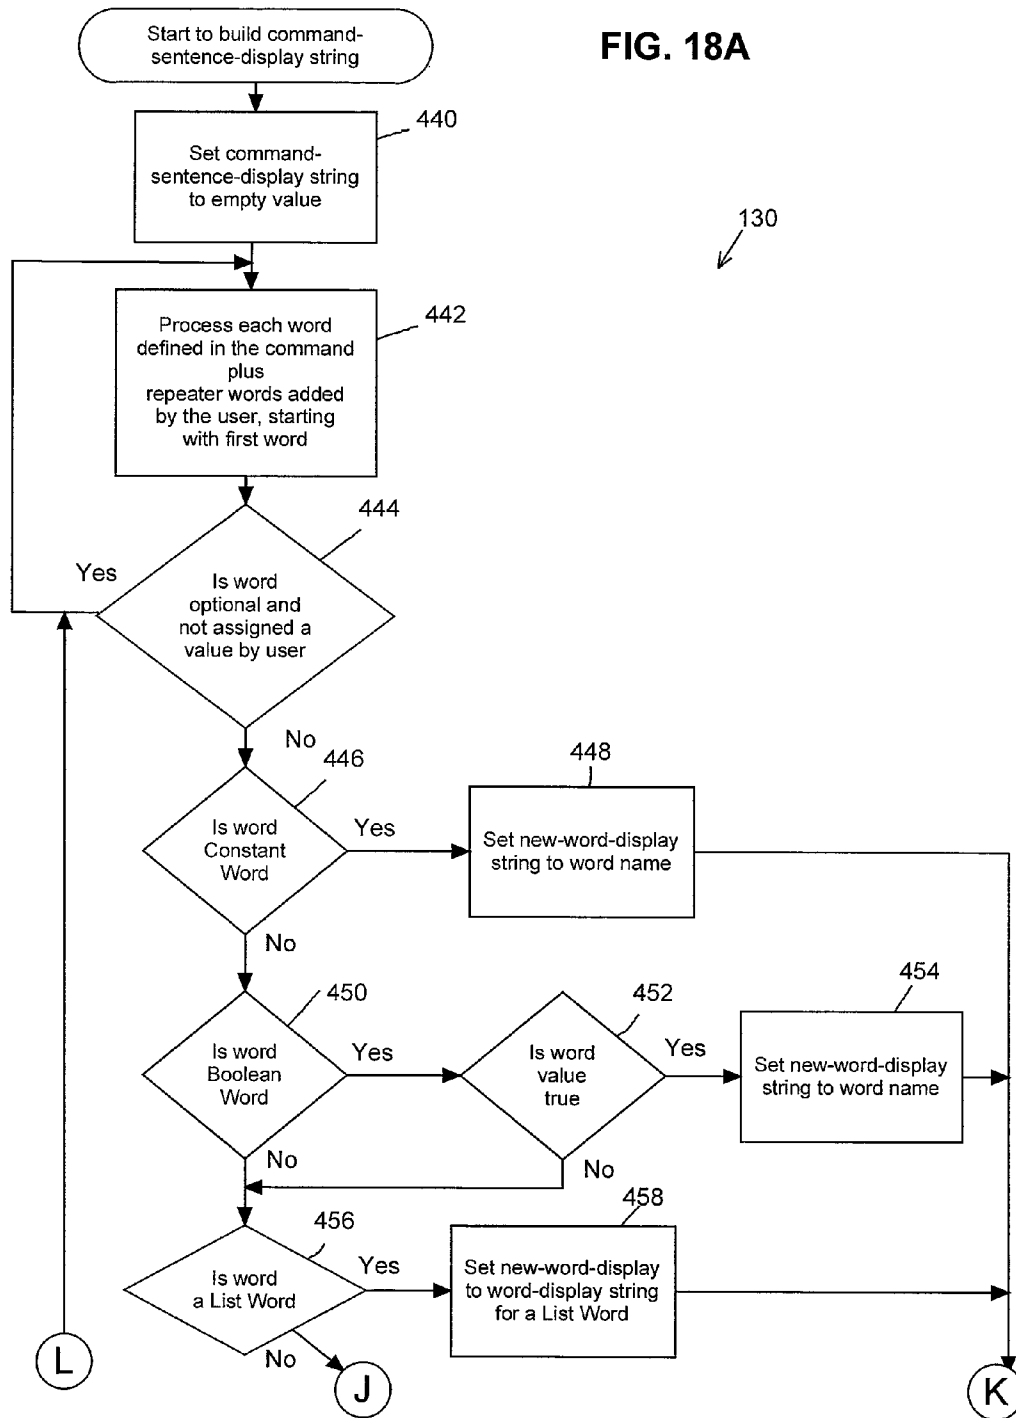 Start to build command-
sentence-display string
FIG. 18A
440
Set command-
sentence-display string
to empty value
130
442
Process each word
defined in the command
plus
repeater words added
by the user, starting
with first word
444
Yes
Is word
optional and
not assigned a
value by user
No
446
448
Is word
Constant
Word
Yes
Set new-word-display
string to word name
No
450
452
454
Is word
Boolean
Word
Yes
Is word
value
true
Yes
Set new-word-display
string to word name
No
No
456
458
Is word
a List Word
Yes
Set new-word-display
to word-display string
for a List Word
No
L
J
K